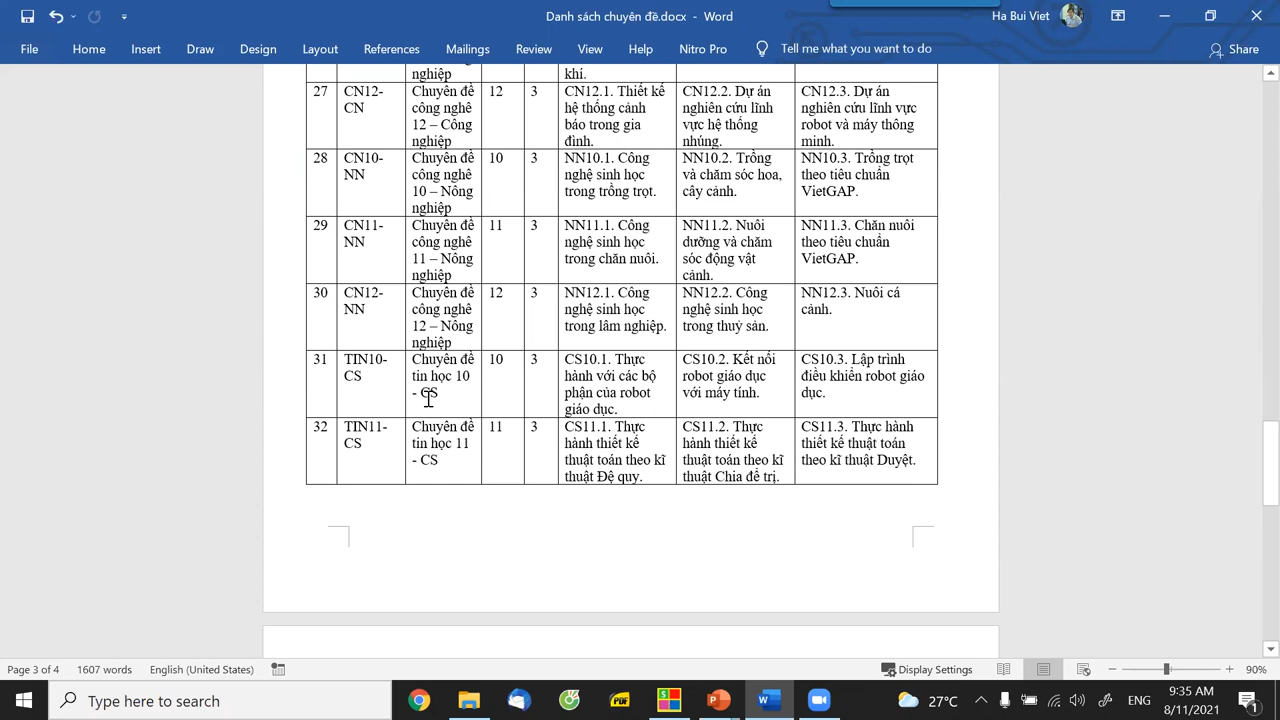 Danh sách chuyên đề.docx - Word
Ha Bui Viet
File Home Insert Draw Design Layout References Mailings Review View Help Nitro Pro Tell me what you want to do Share
nghiệp
khí.
27
CN12-
CN
Chuyên đề
công nghê
12 – Công
nghiệp
12
3
CN12.1. Thiết kế
hệ thống cảnh
báo trong gia
đình.
CN12.2. Dự án
nghiên cứu lĩnh
vực hệ thống
nhúng.
CN12.3. Dự án
nghiên cứu lĩnh vực
robot và máy thông
minh.
28
CN10-
NN
Chuyên đề
công nghê
10 – Nông
nghiệp
10
3
NN10.1. Công
nghệ sinh học
trong trồng trọt.
NN10.2. Trồng
và chăm sóc hoa,
cây cảnh.
NN10.3. Trồng trọt
theo tiêu chuẩn
VietGAP.
29
CN11-
NN
Chuyên đề
công nghê
11 – Nông
nghiệp
11
3
NN11.1. Công
nghệ sinh học
trong chăn nuôi.
NN11.2. Nuôi
dưỡng và chăm
sóc động vật
cảnh.
NN11.3. Chăn nuôi
theo tiêu chuẩn
VietGAP.
30
CN12-
NN
Chuyên đề
công nghê
12 – Nông
nghiệp
12
3
NN12.1. Công
nghệ sinh học
trong lâm nghiệp.
NN12.2. Công
nghệ sinh học
trong thuỷ sản.
NN12.3. Nuôi cá
cảnh.
31
TIN10-
CS
Chuyên đề
tin học 10
- CS
10
3
CS10.1. Thực
hành với các bộ
phận của robot
giáo dục.
CS10.2. Kết nối
robot giáo dục
với máy tính.
CS10.3. Lập trình
điều khiển robot giáo
dục.
32
TIN11-
CS
Chuyên đề
tin học 11
- CS
11
3
CS11.1. Thực
hành thiết kế
thuật toán theo kĩ
thuật Đệ quy.
CS11.2. Thực
hành thiết kế
thuật toán theo kĩ
thuật Chia để trị.
CS11.3. Thực hành
thiết kế thuật toán
theo kĩ thuật Duyệt.
Page 3 of 4 1607 words English (United States) Display Settings 90%
Type here to search
27°C
ENG
9:35 AM
8/11/2021
1